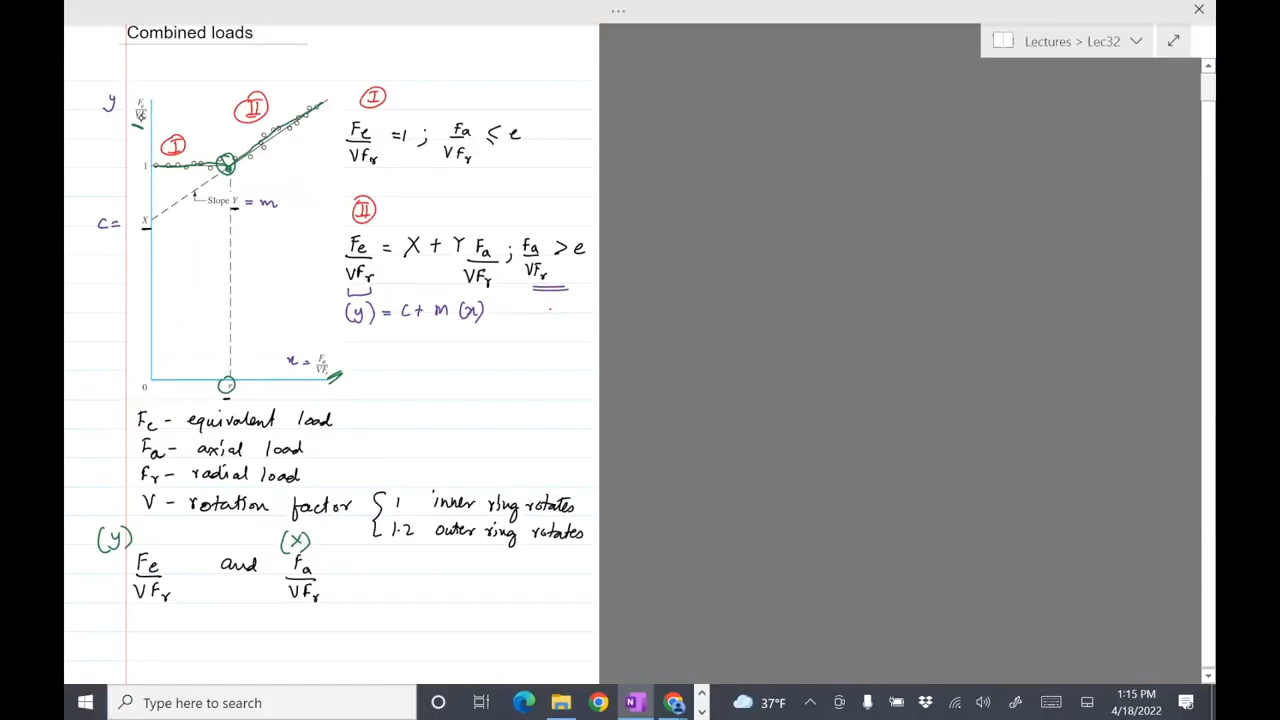 Combined loads
Lectures > Lec32
y
Fe
VFr
I
II
1
Slope Y = m
C =
X
x = Fa
VFr
0
e
I
Fe/VFr = 1 ; Fa/VFr ≤ e
II
Fe/VFr = X + Y Fa/VFr ; Fa/VFr > e
(y) = C + m (x)
Fe - equivalent load
Fa - axial load
Fr - radial load
V - rotation factor { 1 inner ring rotates
1.2 outer ring rotates
(y) (x)
Fe/VFr and Fa/VFr
Type here to search
37°F
1:15 PM
4/18/2022